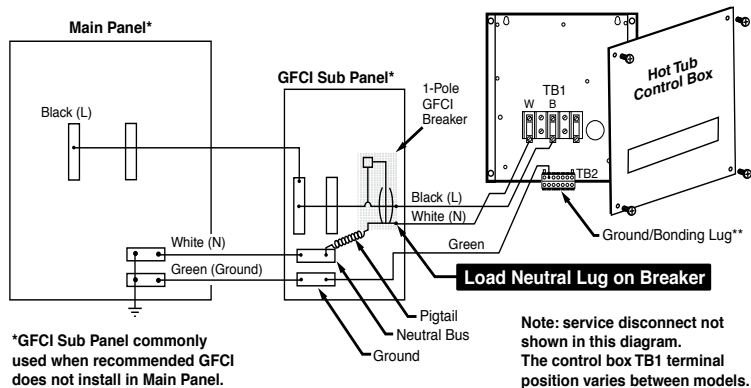 Main Panel*
GFCI Sub Panel*
1-Pole
GFCI
Breaker
Hot Tub
Control Box
TB1
W B
Black (L)
TB2
Black (L)
White (N)
White (N)
Green
Ground/Bonding Lug**
Green (Ground)
Load Neutral Lug on Breaker
Pigtail
Neutral Bus
Ground
*GFCI Sub Panel commonly
used when recommended GFCI
does not install in Main Panel.
Note: service disconnect not
shown in this diagram.
The control box TB1 terminal
position varies between models.